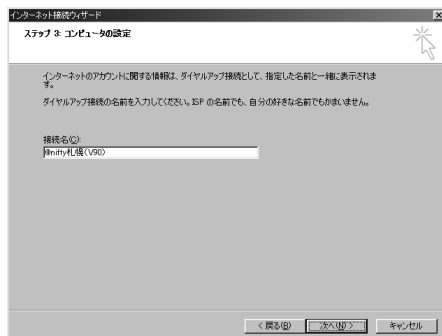 インターネット接続ウィザード
ステップ 3: コンピュータの設定
インターネットのアカウントに関する情報は、ダイヤルアップ接続として、指定した名前と一緒に表示されま
す。
ダイヤルアップ接続の名前を入力してください。ISP の名前でも、自分の好きな名前でもかまいません。
接続名(C):
@nifty札幌(V90)
< 戻る(B)
次へ(N) >
キャンセル